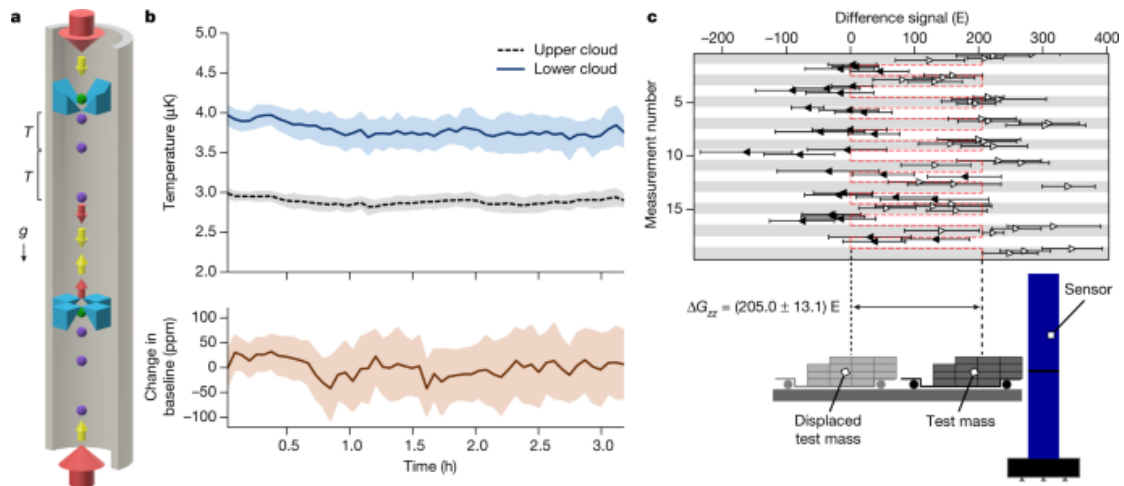 a
T
T
g
b
5.0
4.5
4.0
3.5
3.0
2.5
2.0
Temperature (μK)
Upper cloud
Lower cloud
100
50
0
−50
−100
Change in
baseline (ppm)
0.5
1.0
1.5
2.0
2.5
3.0
Time (h)
c
Difference signal (E)
−200
−100
0
100
200
300
400
Measurement number
5
10
15
ΔGzz = (205.0 ± 13.1) E
Sensor
Displaced
test mass
Test mass